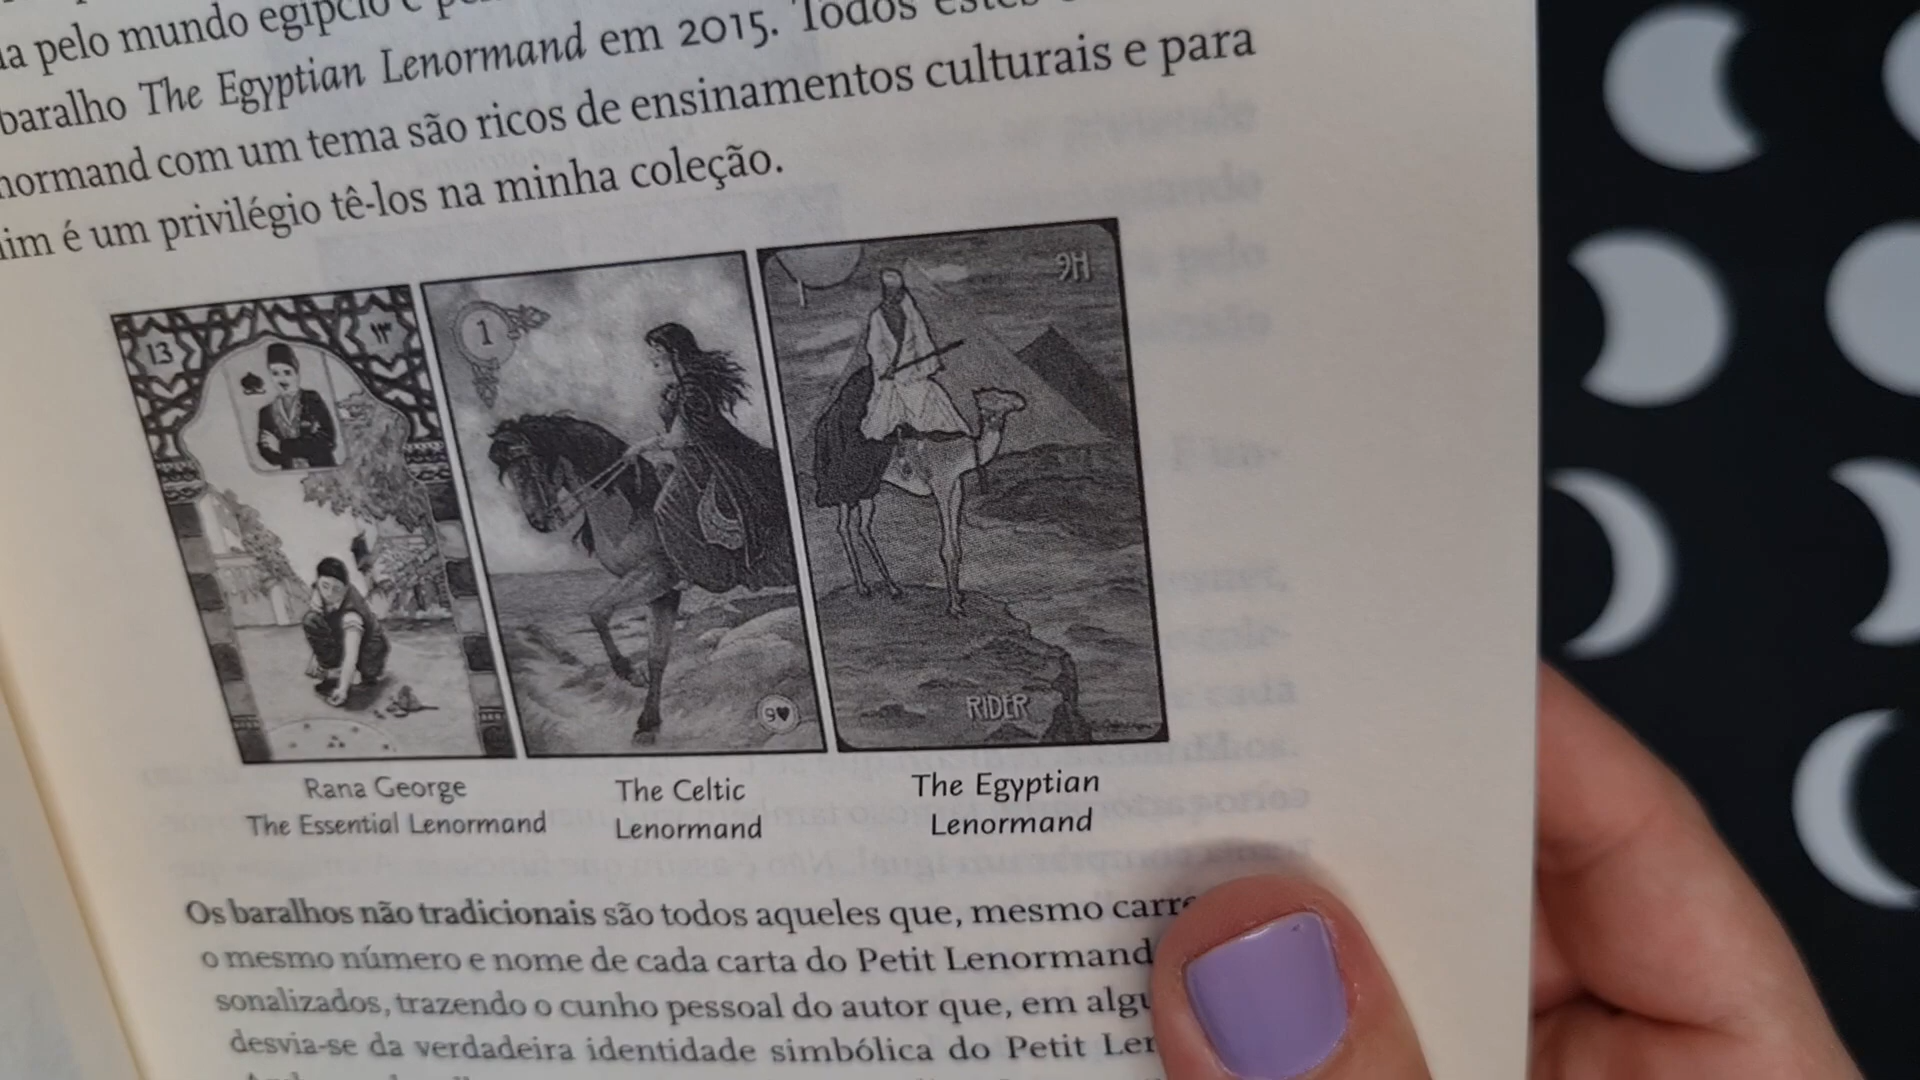 pelo mundo egípcio e
baralho The Egyptian Lenormand em 2015. Todos estes
com um tema são ricos de ensinamentos culturais e para
é um privilégio tê-los na minha coleção.
13
١٣
1
9♥
9H
RIDER
Rana George
The Essential Lenormand
The Celtic
Lenormand
The Egyptian
Lenormand
Os baralhos não tradicionais são todos aqueles que, mesmo
o mesmo número e nome de cada carta do Petit Lenormand
sonalizados, trazendo o cunho pessoal do autor que, em
desvia-se da verdadeira identidade simbólica do Petit